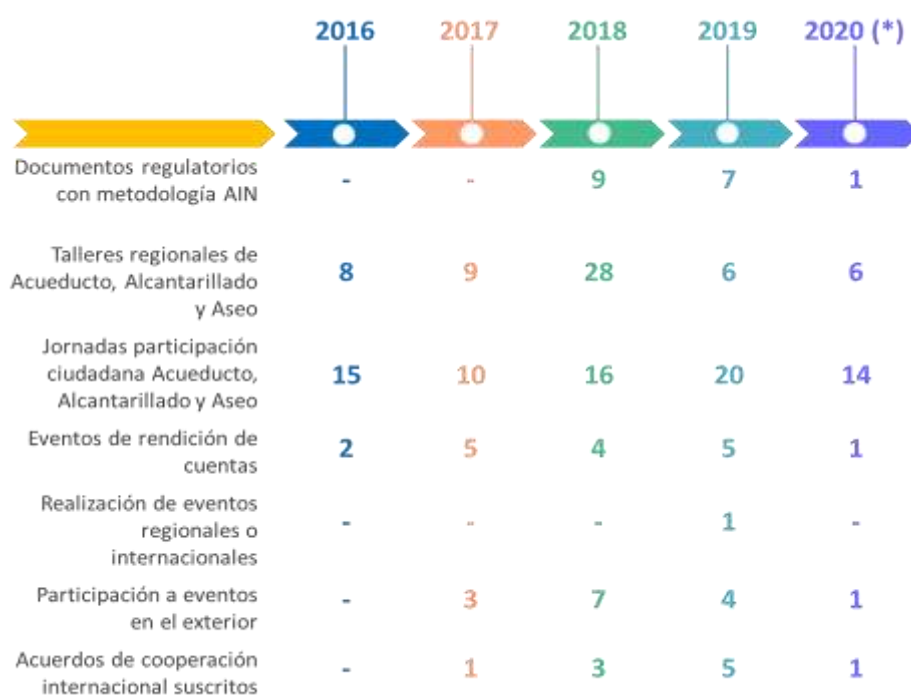 2016 2017 2018 2019 2020 (*)
Documentos regulatorios
con metodología AIN
- - 9 7 1
Talleres regionales de
Acueducto, Alcantarillado
y Aseo
8 9 28 6 6
Jornadas participación
ciudadana Acueducto,
Alcantarillado y Aseo
15 10 16 20 14
Eventos de rendición de
cuentas
2 5 4 5 1
Realización de eventos
regionales o
internacionales
- - - 1 -
Participación a eventos
en el exterior
- 3 7 4 1
Acuerdos de cooperación
internacional suscritos
- 1 3 5 1